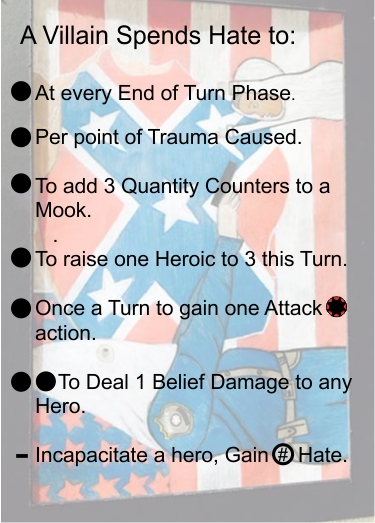 A Villain Spends Hate to:
At every End of Turn Phase.
Per point of Trauma Caused.
To add 3 Quantity Counters to a
Mook.
.
To raise one Heroic to 3 this Turn.
Once a Turn to gain one Attack
action.
To Deal 1 Belief Damage to any
Hero.
- Incapacitate a hero, Gain # Hate.